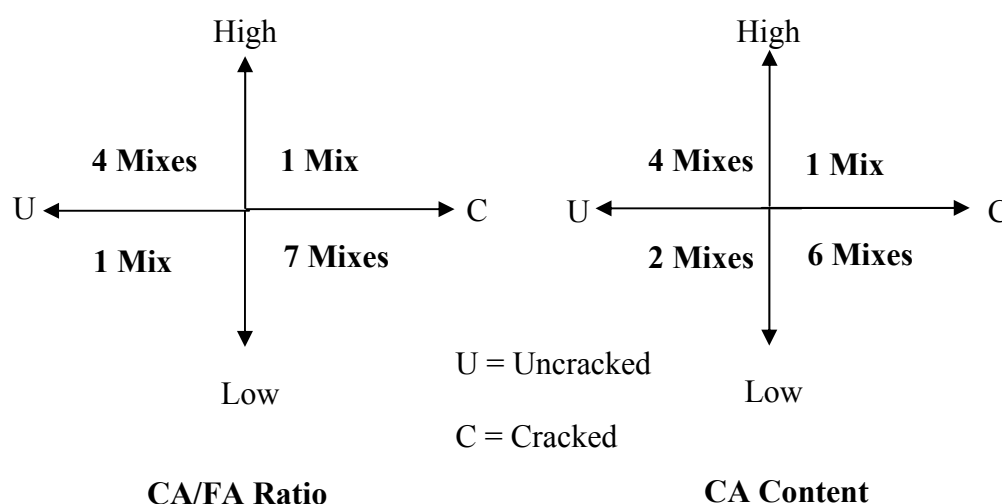 High
4 Mixes
1 Mix
U
C
1 Mix
7 Mixes
Low
CA/FA Ratio
High
4 Mixes
1 Mix
U
C
2 Mixes
6 Mixes
Low
CA Content
U = Uncracked
C = Cracked